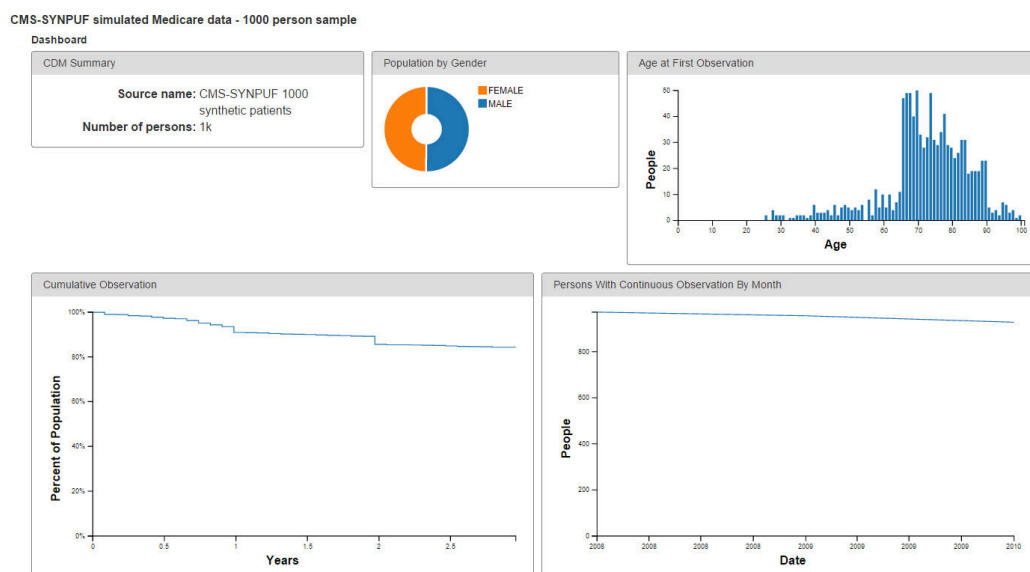 CMS-SYNPUF simulated Medicare data - 1000 person sample
Dashboard
CDM Summary
Source name: CMS-SYNPUF 1000
synthetic patients
Number of persons: 1k
Population by Gender
FEMALE
MALE
Age at First Observation
50
40
30
20
10
0
People
0 10 20 30 40 50 60 70 80 90 100
Age
Cumulative Observation
100%
80%
60%
40%
20%
0%
Percent of Population
0 0.5 1 1.5 2 2.5
Years
Persons With Continuous Observation By Month
800
600
400
200
0
People
2008 2008 2008 2008 2009 2009 2009 2009 2010
Date